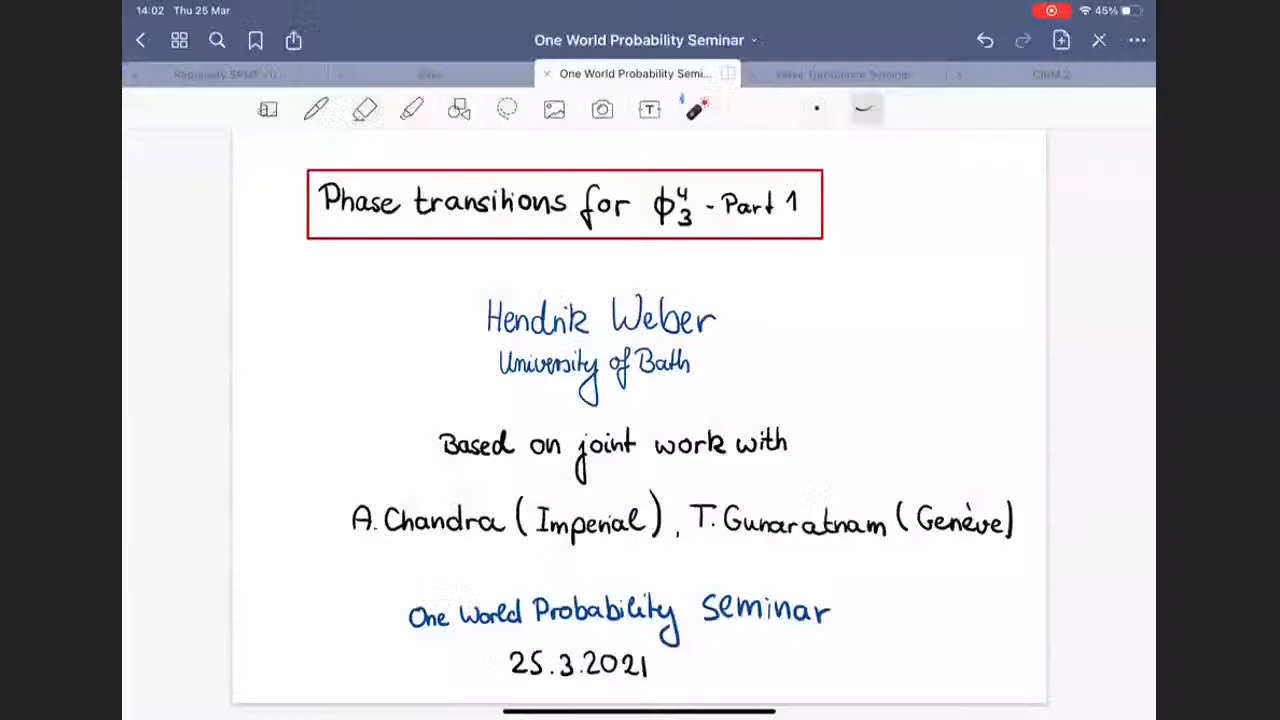 14:02 Thu 25 Mar
45%
One World Probability Seminar
One World Probability Semi...
Phase transitions for ϕ⁴₃ - Part 1
Hendrik Weber
University of Bath
Based on joint work with
A. Chandra (Imperial), T. Gunaratnam (Genève)
One World Probability Seminar
25.3.2021